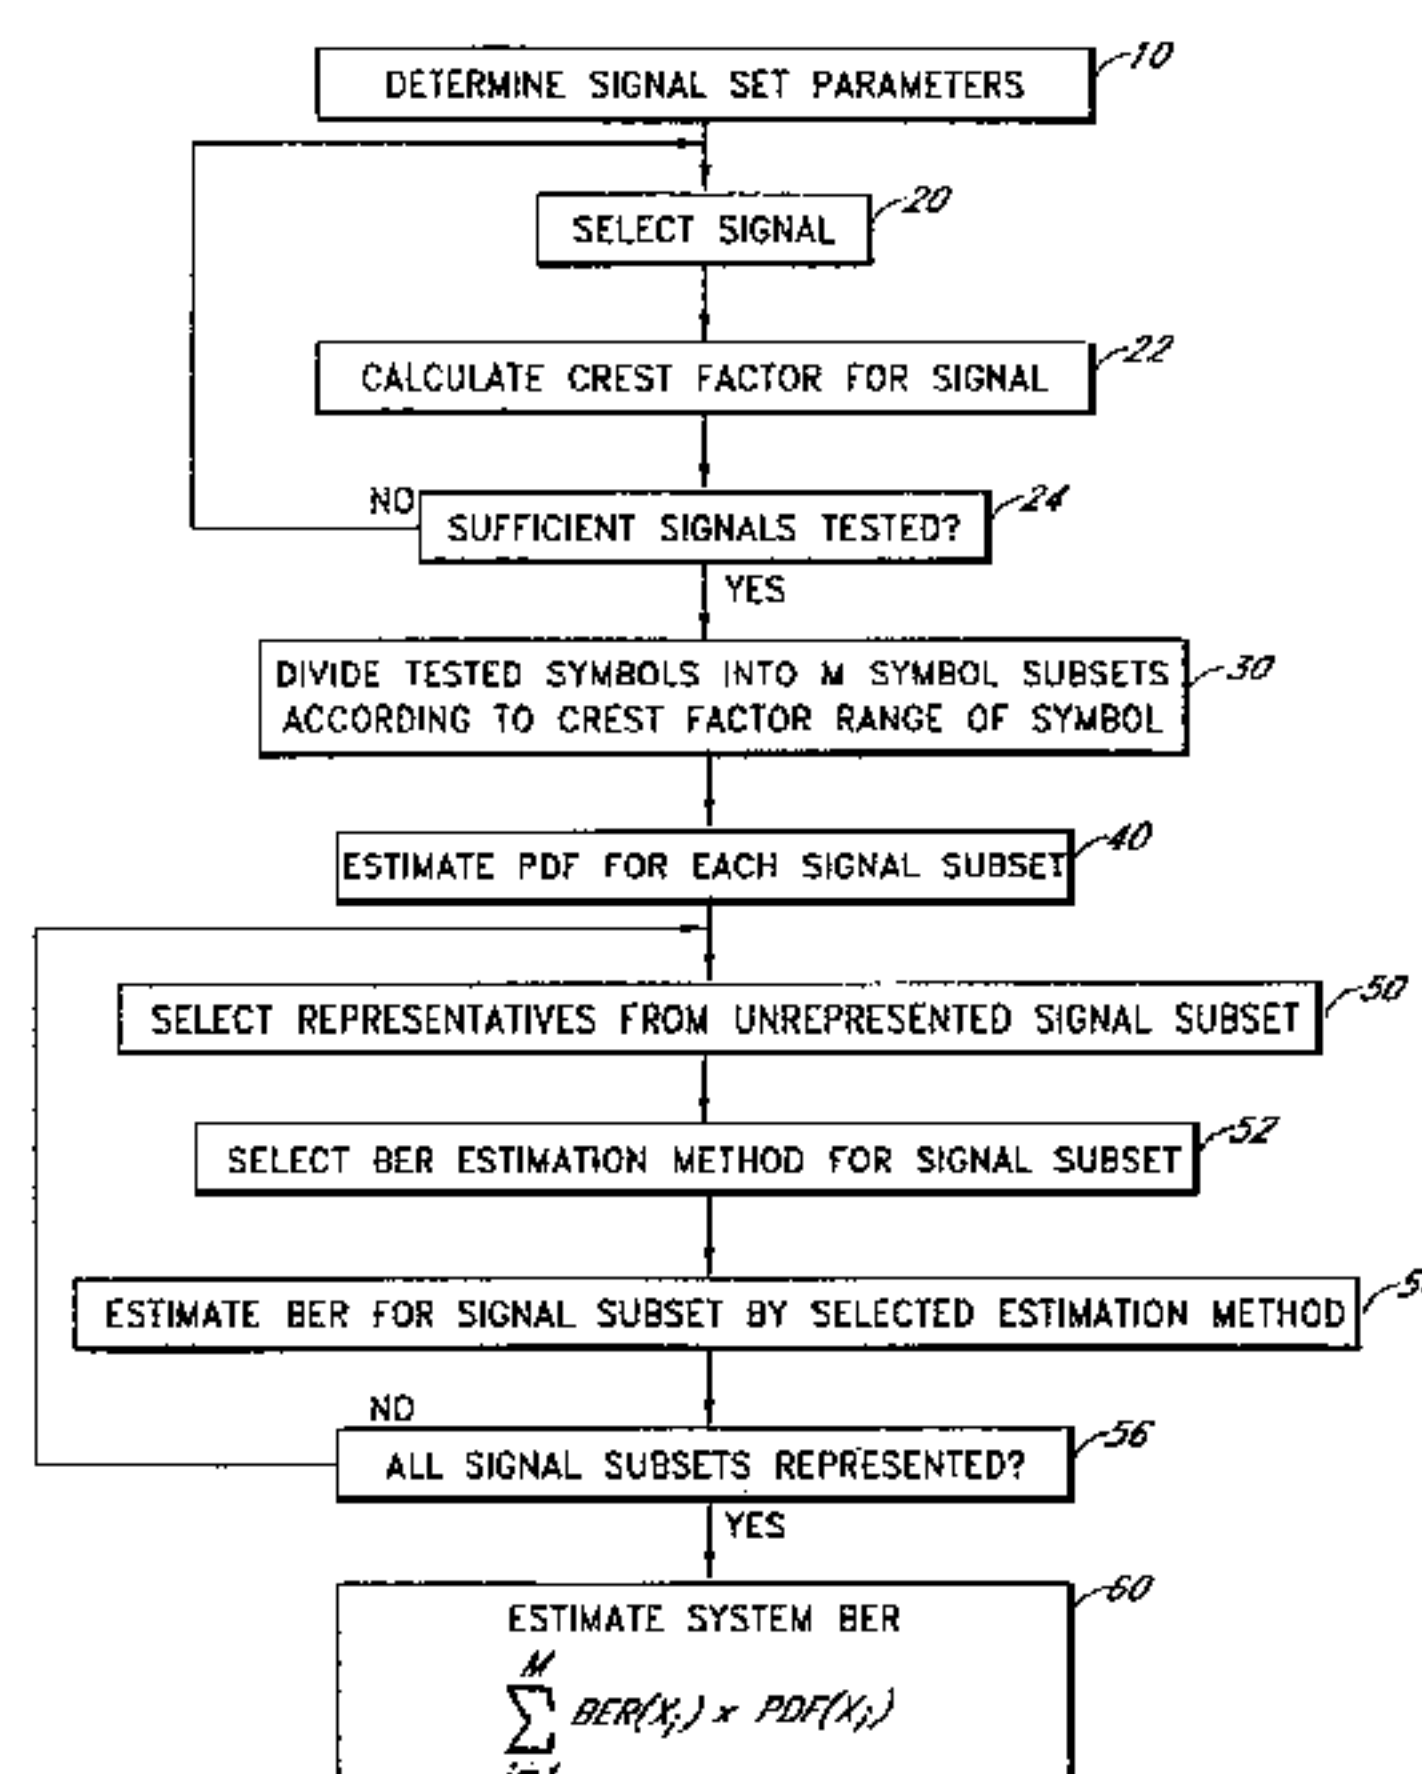 DETERMINE SIGNAL SET PARAMETERS
10
SELECT SIGNAL
20
CALCULATE CREST FACTOR FOR SIGNAL
22
NO
SUFFICIENT SIGNALS TESTED?
24
YES
DIVIDE TESTED SYMBOLS INTO M SYMBOL SUBSETS
ACCORDING TO CREST FACTOR RANGE OF SYMBOL
30
ESTIMATE PDF FOR EACH SIGNAL SUBSET
40
SELECT REPRESENTATIVES FROM UNREPRESENTED SIGNAL SUBSET
50
SELECT BER ESTIMATION METHOD FOR SIGNAL SUBSET
52
ESTIMATE BER FOR SIGNAL SUBSET BY SELECTED ESTIMATION METHOD
NO
ALL SIGNAL SUBSETS REPRESENTED?
56
YES
60
ESTIMATE SYSTEM BER
M
∑ BER(Xi) x PDF(Xi)